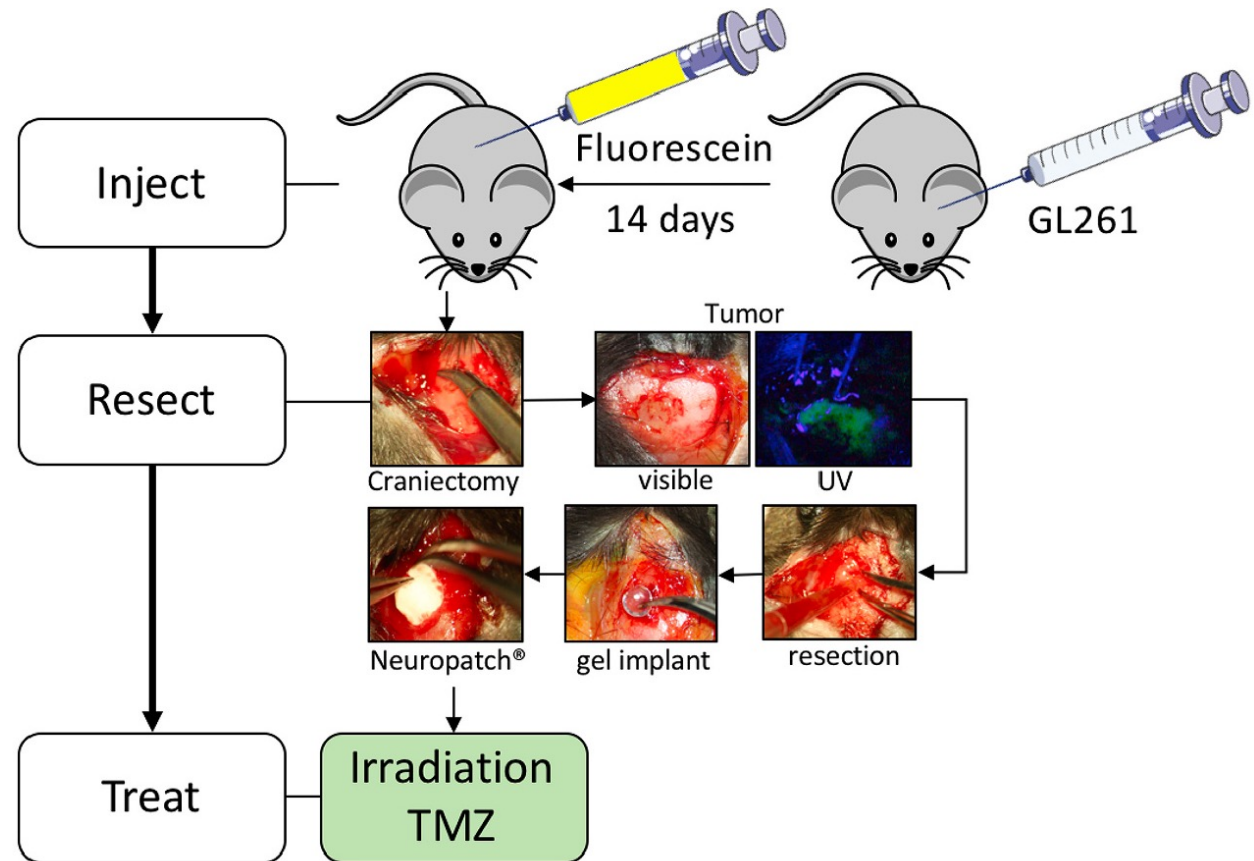 Inject
Fluorescein
14 days
GL261
Tumor
Resect
Craniectomy
visible
UV
Neuropatch®
gel implant
resection
Treat
Irradiation
TMZ